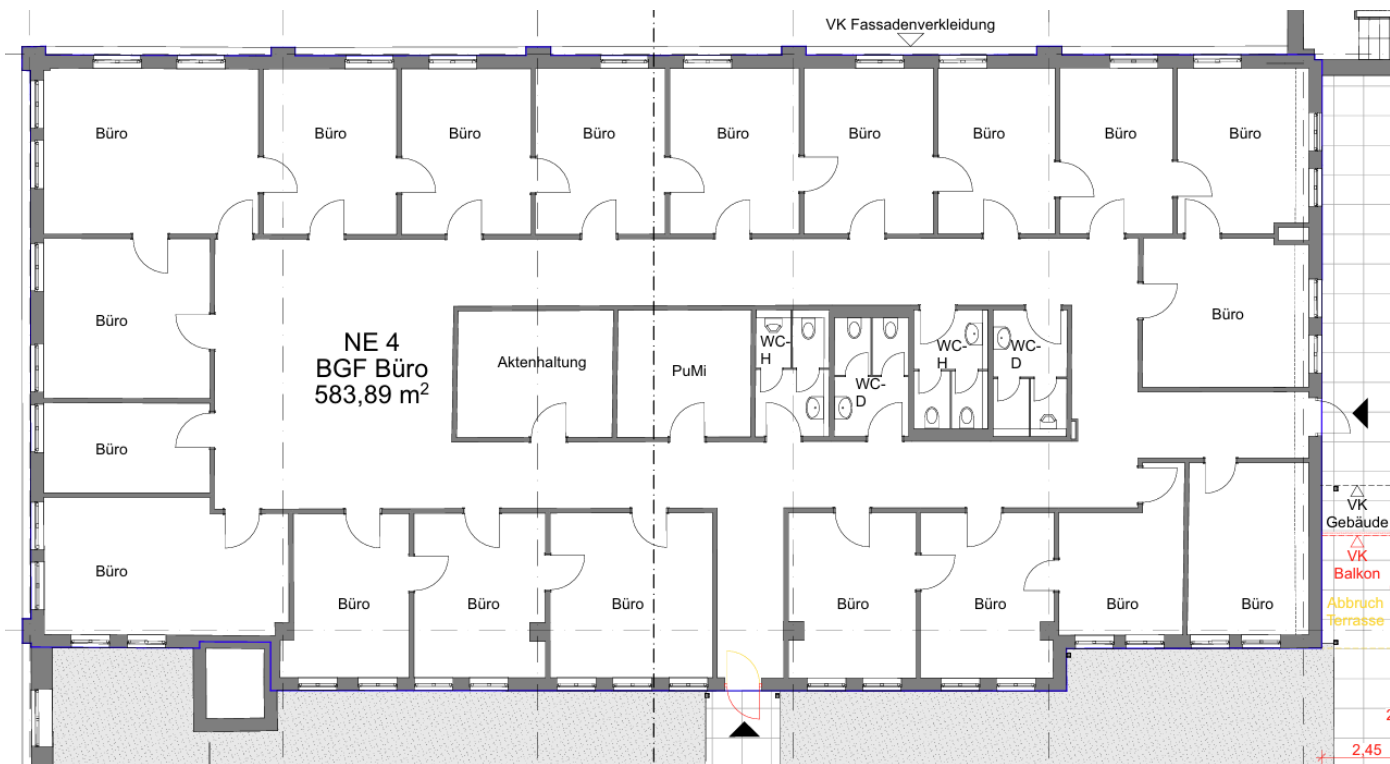 VK Fassadenverkleidung
Büro
Büro
Büro
Büro
Büro
Büro
Büro
Büro
Büro
Büro
Büro
NE 4
BGF Büro
583,89 m²
Aktenhaltung
PuMi
WC-
H
WC-
D
WC-
H
WC-
D
Büro
VK
Gebäude
VK
Balkon
Abbruch
Terrasse
Büro
Büro
Büro
Büro
Büro
Büro
Büro
Büro
2,45